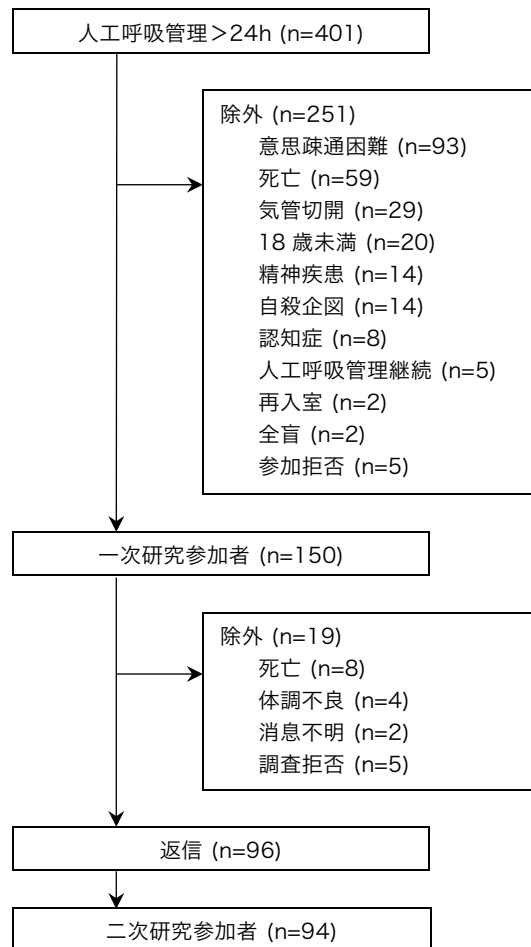 人工呼吸管理>24h (n=401)
除外 (n=251)
意思疎通困難 (n=93)
死亡 (n=59)
気管切開 (n=29)
18 歳未満 (n=20)
精神疾患 (n=14)
自殺企図 (n=14)
認知症 (n=8)
人工呼吸管理継続 (n=5)
再入室 (n=2)
全盲 (n=2)
参加拒否 (n=5)
一次研究参加者 (n=150)
除外 (n=19)
死亡 (n=8)
体調不良 (n=4)
消息不明 (n=2)
調査拒否 (n=5)
返信 (n=96)
二次研究参加者 (n=94)